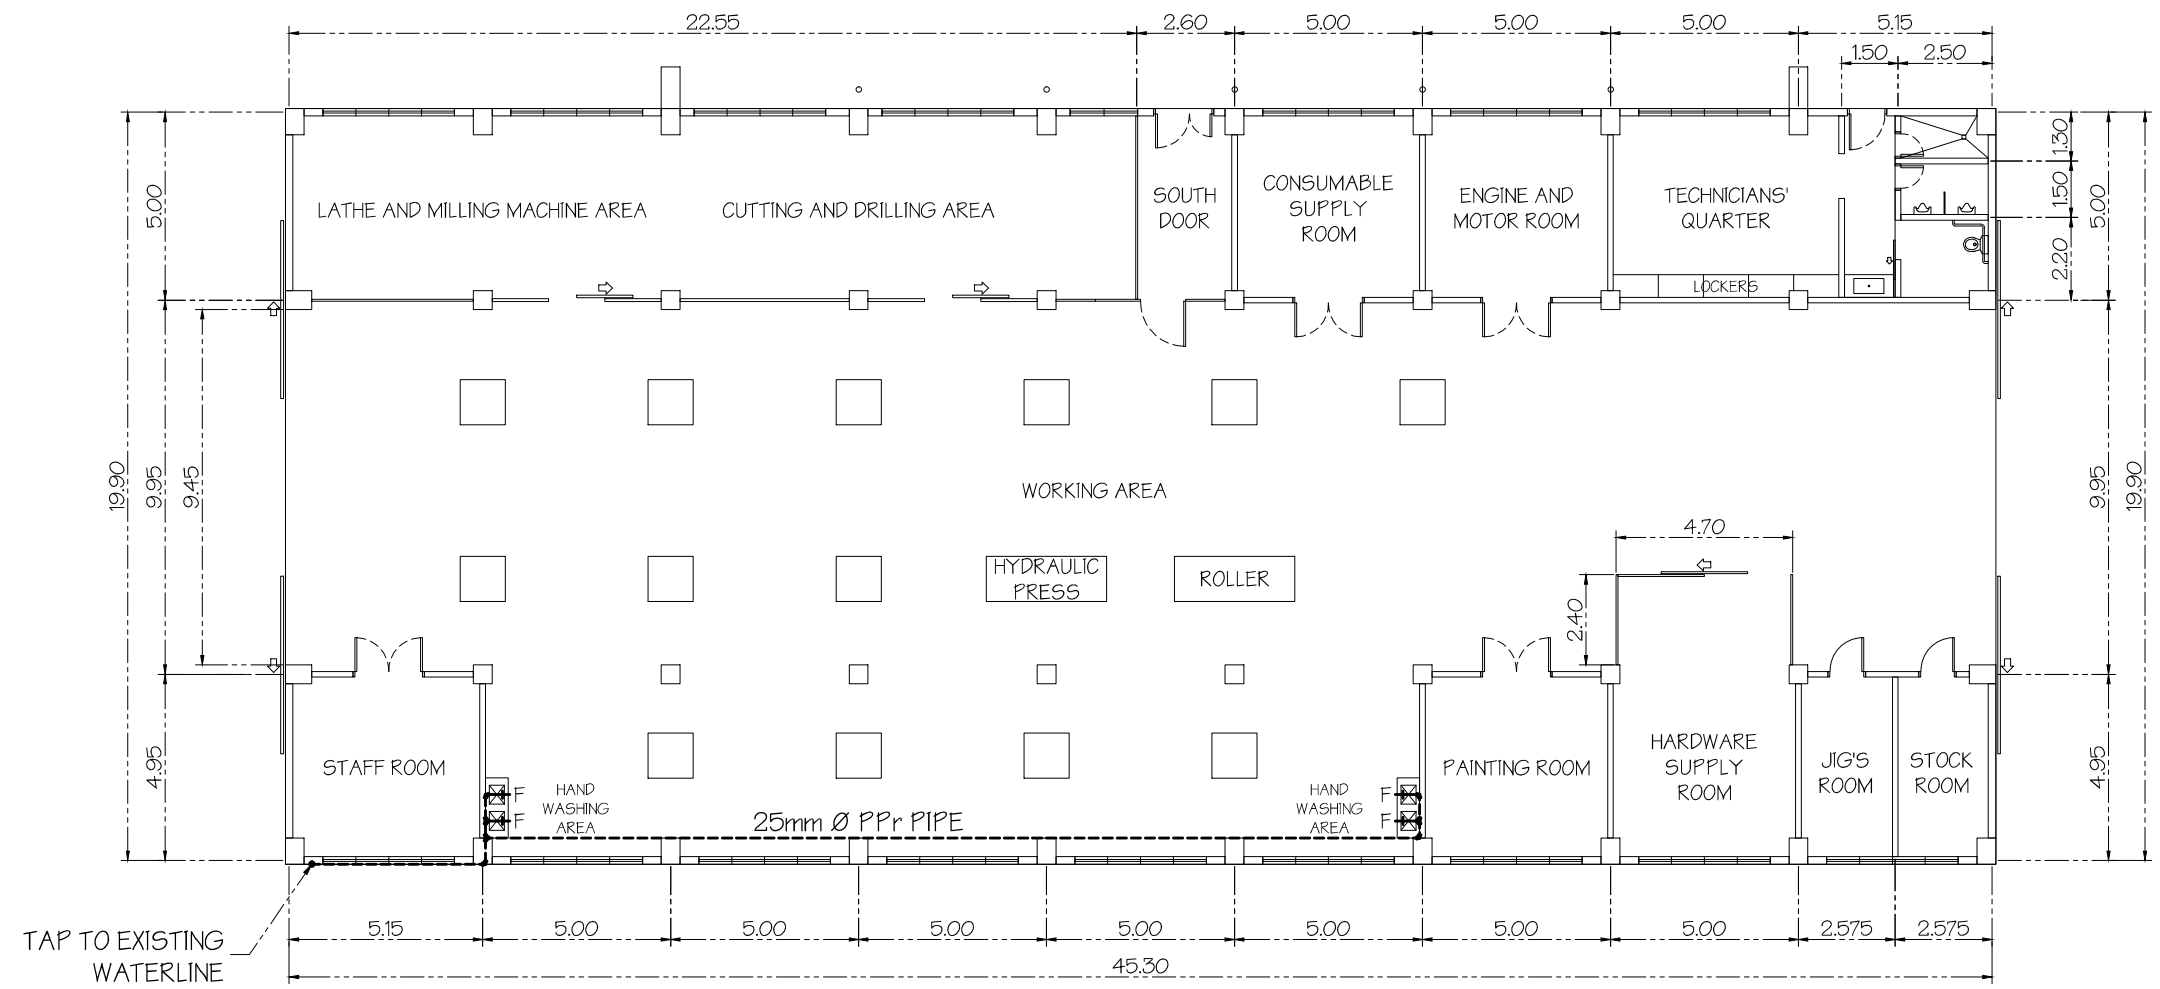 22.55
2.60
5.00
5.00
5.00
5.15
1.50
2.50
19.90
5.00
9.95
9.45
4.95
1.30
1.50
2.20
5.00
9.95
4.95
19.90
LATHE AND MILLING MACHINE AREA
CUTTING AND DRILLING AREA
SOUTH
DOOR
CONSUMABLE
SUPPLY
ROOM
ENGINE AND
MOTOR ROOM
TECHNICIANS'
QUARTER
LOCKERS
WORKING AREA
HYDRAULIC
PRESS
ROLLER
4.70
2.40
STAFF ROOM
F
F
HAND
WASHING
AREA
25mm Ø PPr PIPE
HAND
WASHING
AREA
F
F
PAINTING ROOM
HARDWARE
SUPPLY
ROOM
JIG'S
ROOM
STOCK
ROOM
TAP TO EXISTING
WATERLINE
5.15
5.00
5.00
5.00
5.00
5.00
5.00
5.00
2.575
2.575
45.30